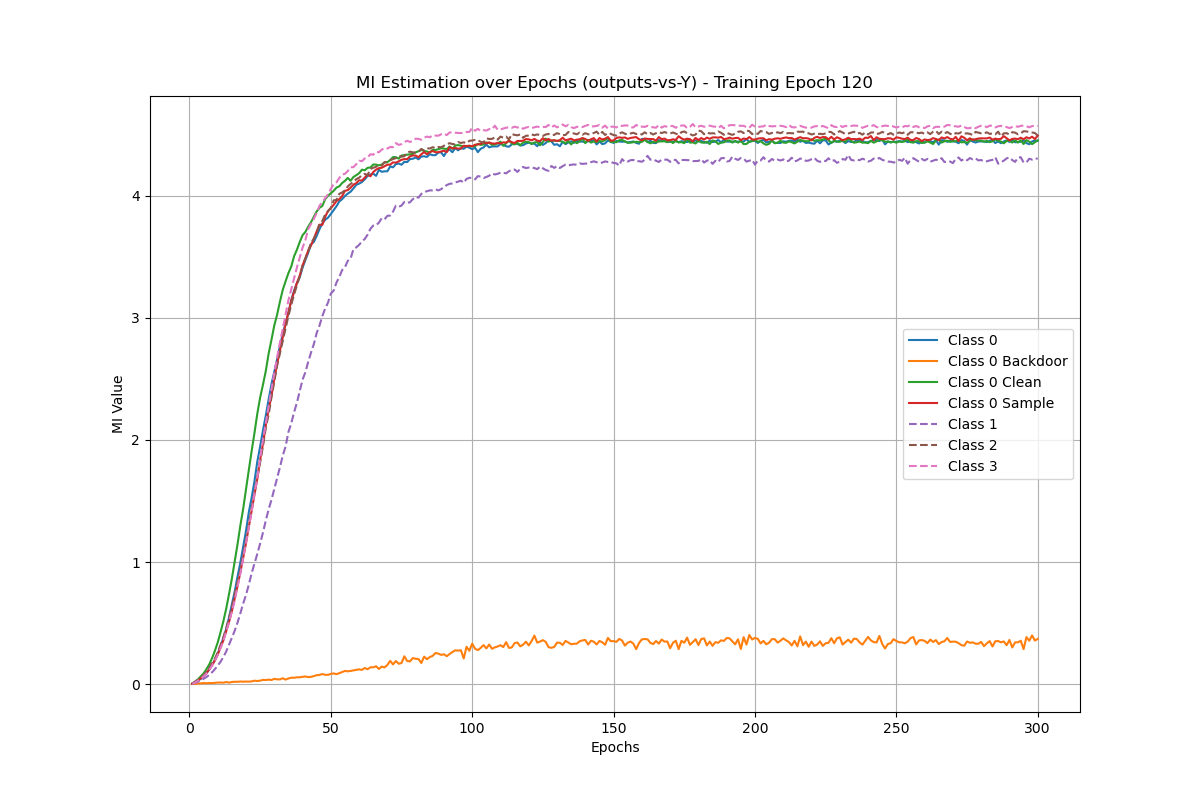 MI Estimation over Epochs (outputs-vs-Y) - Training Epoch 120
MI Value
4
3
2
1
0
Class 0
Class 0 Backdoor
Class 0 Clean
Class 0 Sample
Class 1
Class 2
Class 3
0 50 100 150 200 250 300
Epochs